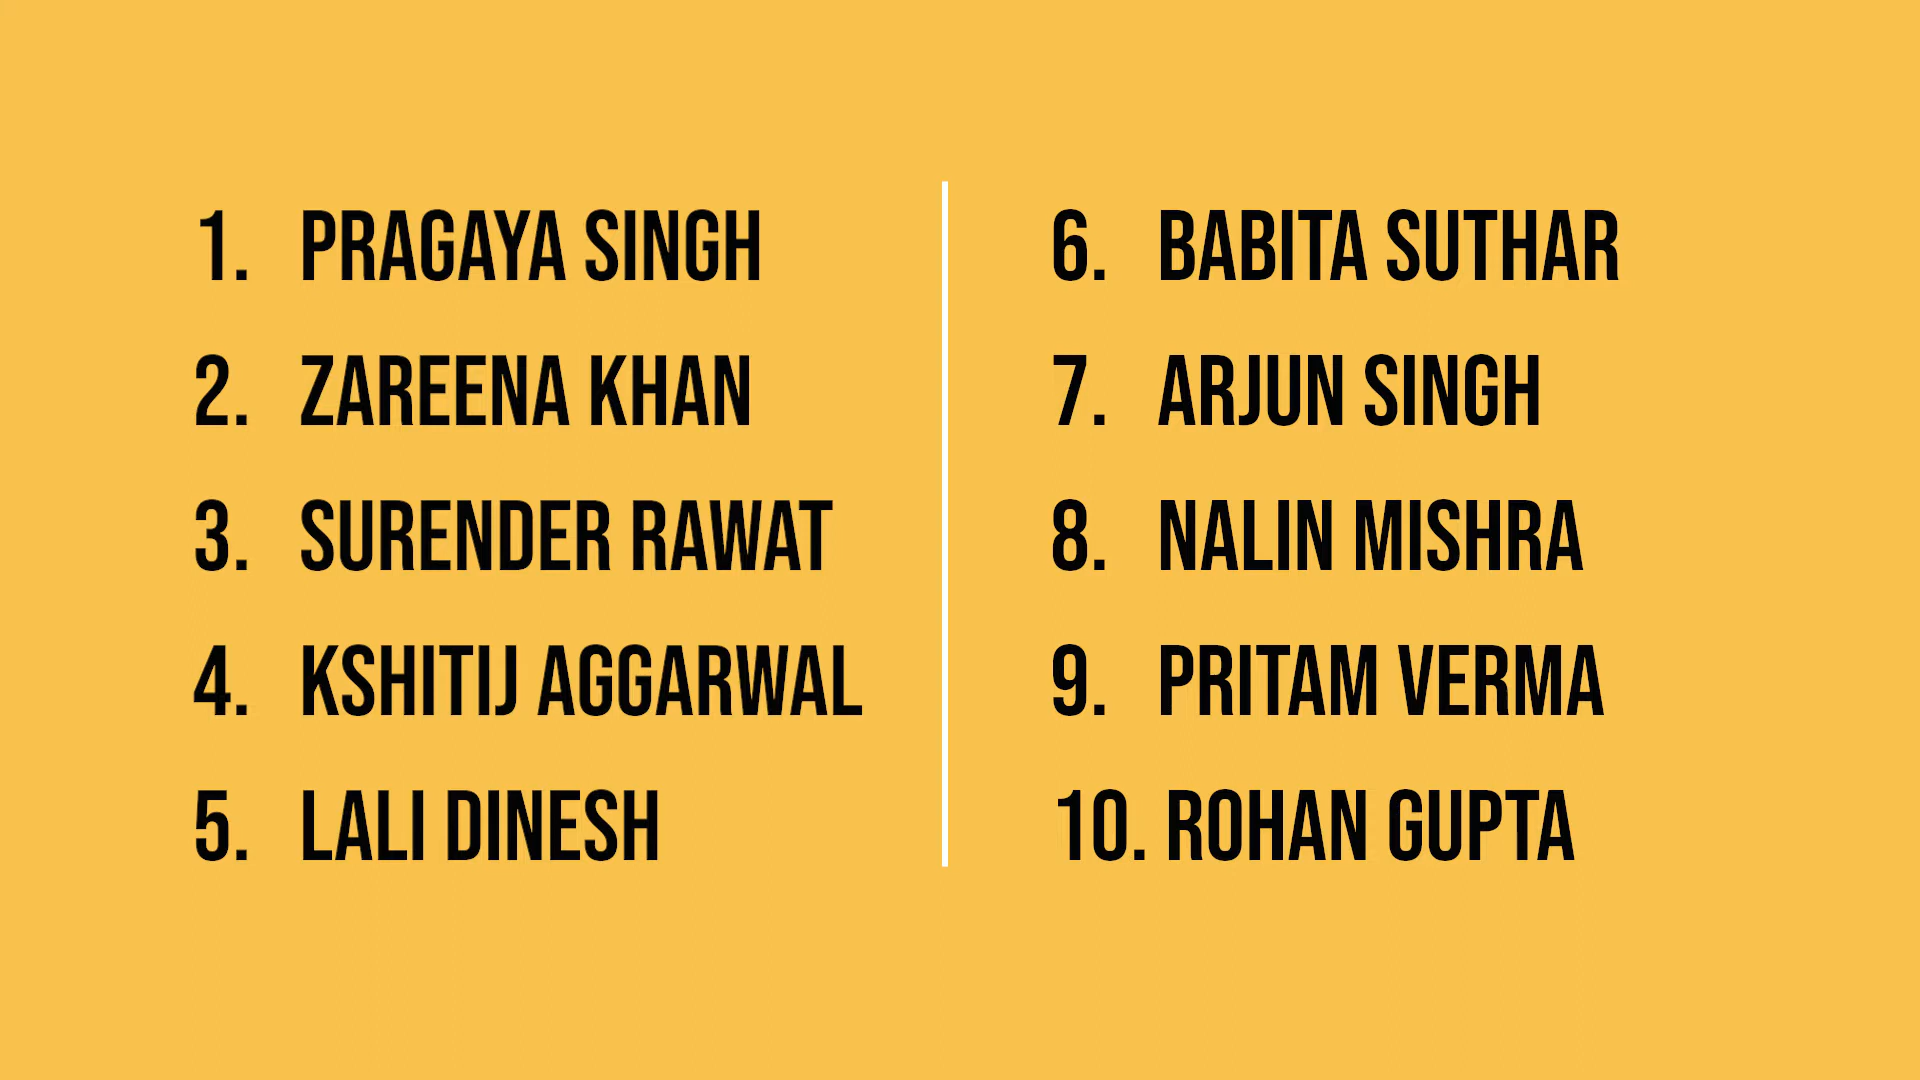 1. PRAGAYA SINGH
2. ZAREENA KHAN
3. SURENDER RAWAT
4. KSHITIJ AGGARWAL
5. LALI DINESH
6. BABITA SUTHAR
7. ARJUN SINGH
8. NALIN MISHRA
9. PRITAM VERMA
10. ROHAN GUPTA